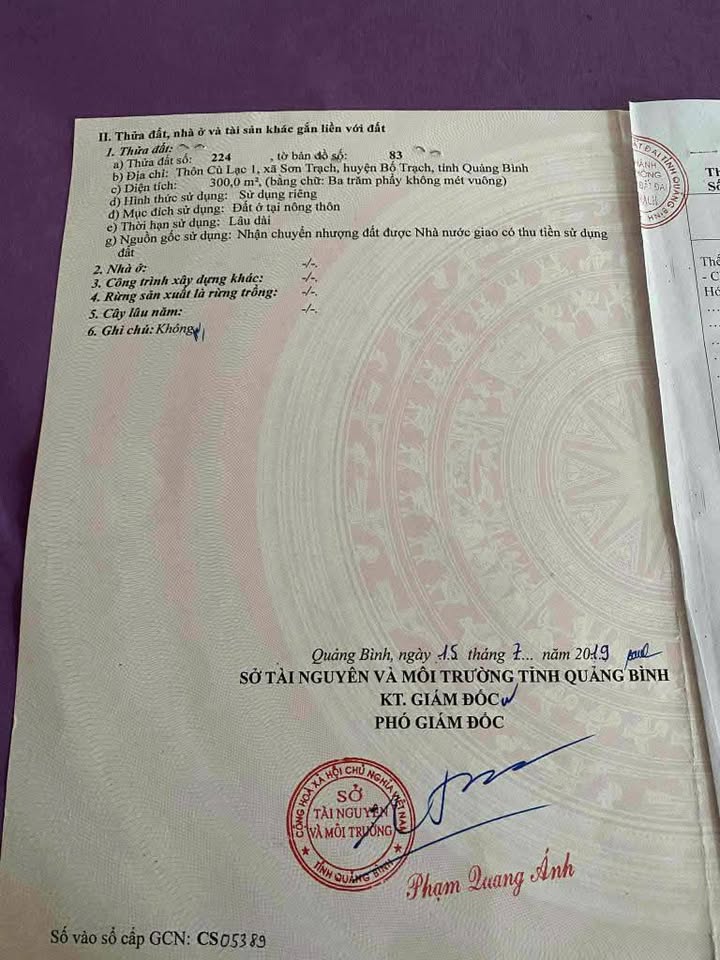 II. Thửa đất, nhà ở và tài sản khác gắn liền với đất
1. Thửa đất:
a) Thửa đất số: 224 , tờ bản đồ số: 83
b) Địa chỉ: Thôn Cù Lạc 1, xã Sơn Trạch, huyện Bố Trạch, tỉnh Quảng Bình
c) Diện tích: 300,0 m², (bằng chữ: Ba trăm phẩy không mét vuông)
d) Hình thức sử dụng: Sử dụng riêng
đ) Mục đích sử dụng: Đất ở tại nông thôn
e) Thời hạn sử dụng: Lâu dài
g) Nguồn gốc sử dụng: Nhận chuyển nhượng đất được Nhà nước giao có thu tiền sử dụng
đất
2. Nhà ở: -/-.
3. Công trình xây dựng khác: -/-.
4. Rừng sản xuất là rừng trồng: -/-.
5. Cây lâu năm: -/-.
6. Ghi chú: Không
Quảng Bình, ngày 15 tháng 7... năm 2019
SỞ TÀI NGUYÊN VÀ MÔI TRƯỜNG TỈNH QUẢNG BÌNH
KT. GIÁM ĐỐC
PHÓ GIÁM ĐỐC
CỘNG HOÀ XÃ HỘI CHỦ NGHĨA VIỆT NAM
SỞ
TÀI NGUYÊN
VÀ MÔI TRƯỜNG
TỈNH QUẢNG BÌNH
Phạm Quang Ánh
Số vào sổ cấp GCN: CS05389